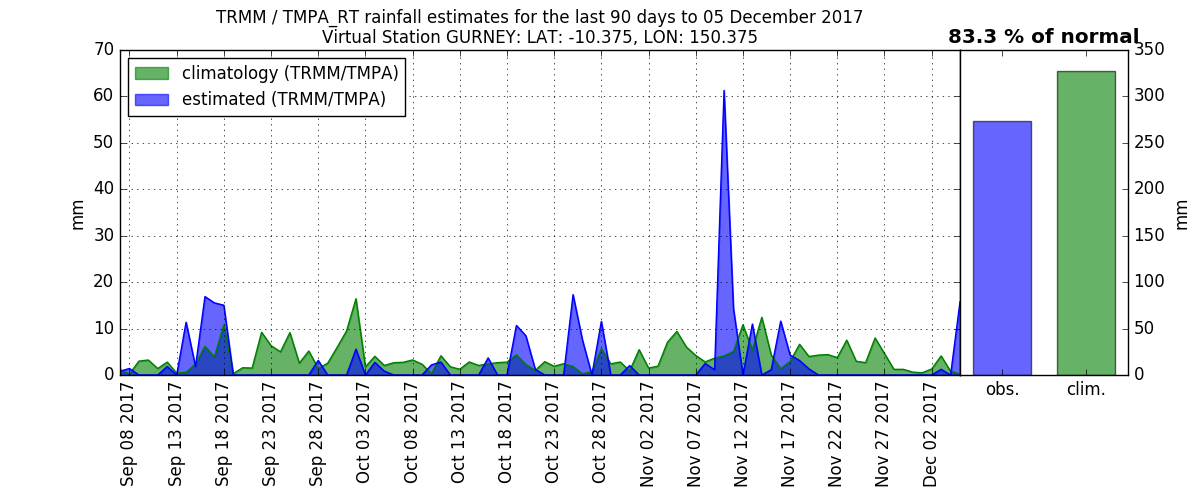 TRMM / TMPA_RT rainfall estimates for the last 90 days to 05 December 2017
Virtual Station GURNEY: LAT: -10.375, LON: 150.375
83.3 % of normal
climatology (TRMM/TMPA)
estimated (TRMM/TMPA)
70
60
50
40
30
20
10
0
mm
350
300
250
200
150
100
50
0
mm
Sep 08 2017
Sep 13 2017
Sep 18 2017
Sep 23 2017
Sep 28 2017
Oct 03 2017
Oct 08 2017
Oct 13 2017
Oct 18 2017
Oct 23 2017
Oct 28 2017
Nov 02 2017
Nov 07 2017
Nov 12 2017
Nov 17 2017
Nov 22 2017
Nov 27 2017
Dec 02 2017
obs.
clim.